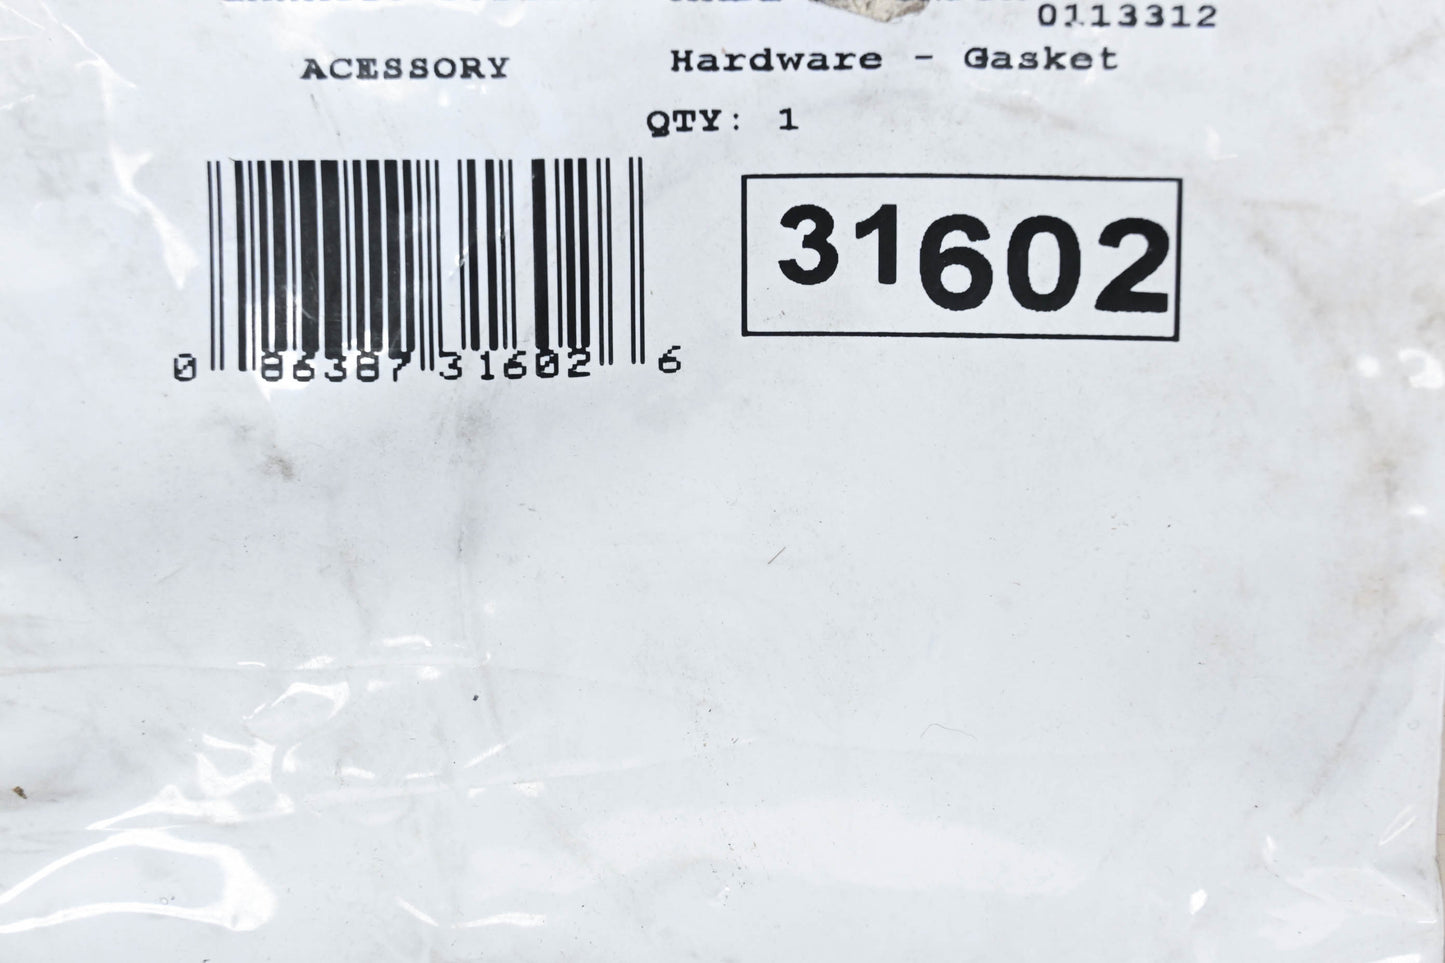 0113312
ACESSORY
Hardware - Gasket
QTY: 1
31602
0 86387 31602 6